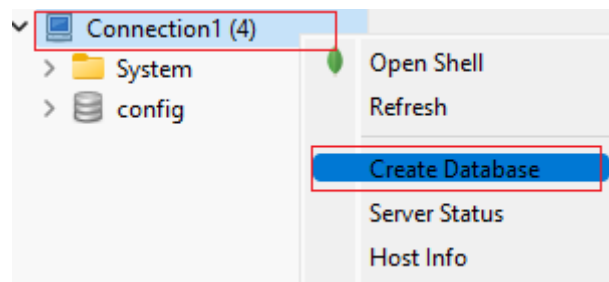 Connection1 (4)
System
config
Open Shell
Refresh
Create Database
Server Status
Host Info